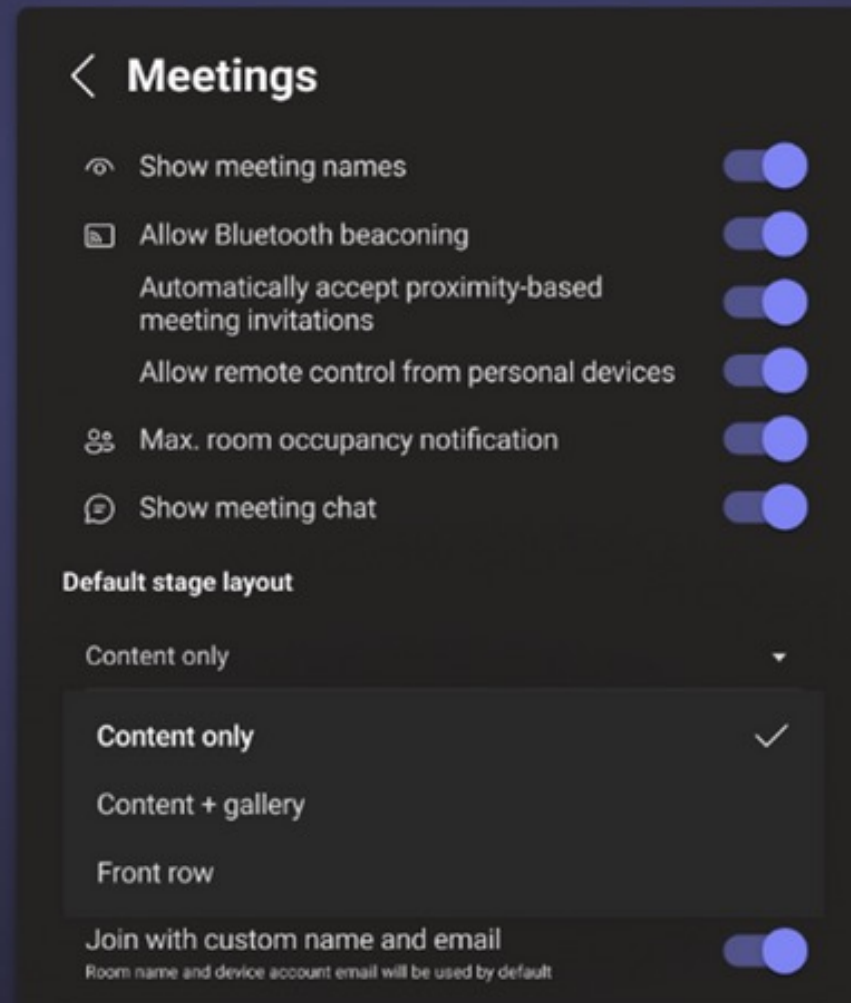 Meetings
Show meeting names
Allow Bluetooth beaconing
Automatically accept proximity-based
meeting invitations
Allow remote control from personal devices
Max. room occupancy notification
Show meeting chat
Default stage layout
Content only
Content only
Content + gallery
Front row
Join with custom name and email
Room name and device account email will be used by default